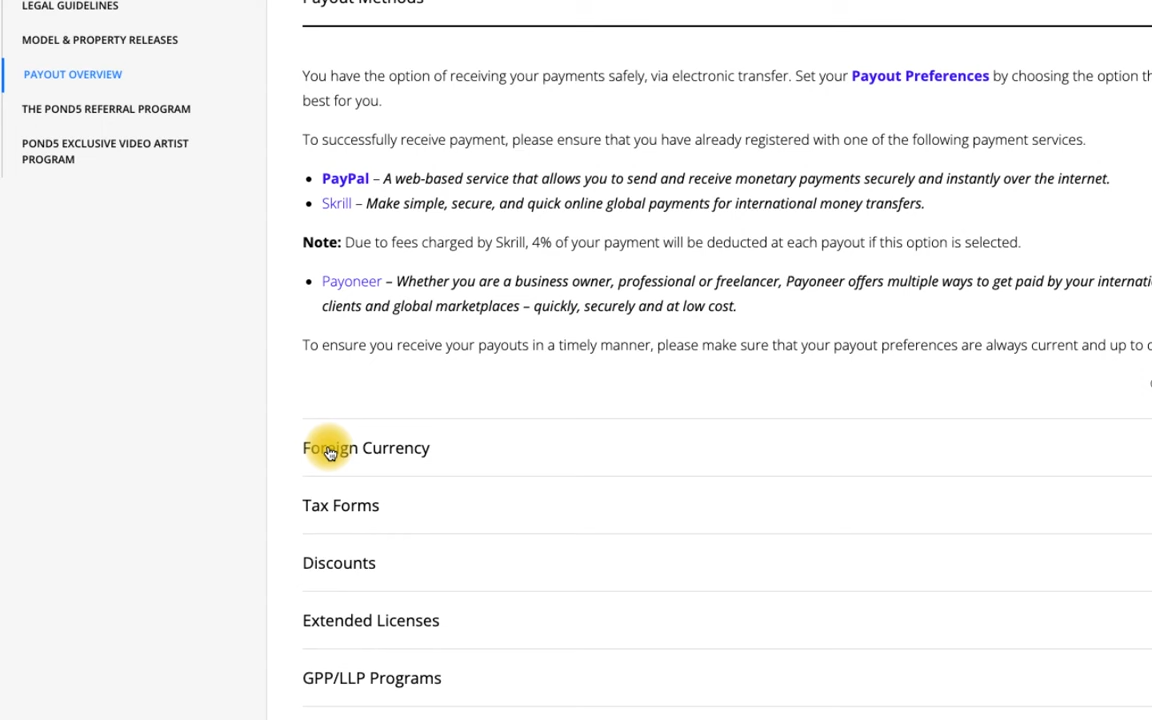 LEGAL GUIDELINES
MODEL & PROPERTY RELEASES
PAYOUT OVERVIEW
THE POND5 REFERRAL PROGRAM
POND5 EXCLUSIVE VIDEO ARTIST
PROGRAM
Payout Methods
You have the option of receiving your payments safely, via electronic transfer. Set your Payout Preferences by choosing the option
best for you.
To successfully receive payment, please ensure that you have already registered with one of the following payment services.
• PayPal – A web-based service that allows you to send and receive monetary payments securely and instantly over the internet.
• Skrill – Make simple, secure, and quick online global payments for international money transfers.
Note: Due to fees charged by Skrill, 4% of your payment will be deducted at each payout if this option is selected.
• Payoneer – Whether you are a business owner, professional or freelancer, Payoneer offers multiple ways to get paid by your
clients and global marketplaces – quickly, securely and at low cost.
To ensure you receive your payouts in a timely manner, please make sure that your payout preferences are always current and up to
Foreign Currency
Tax Forms
Discounts
Extended Licenses
GPP/LLP Programs